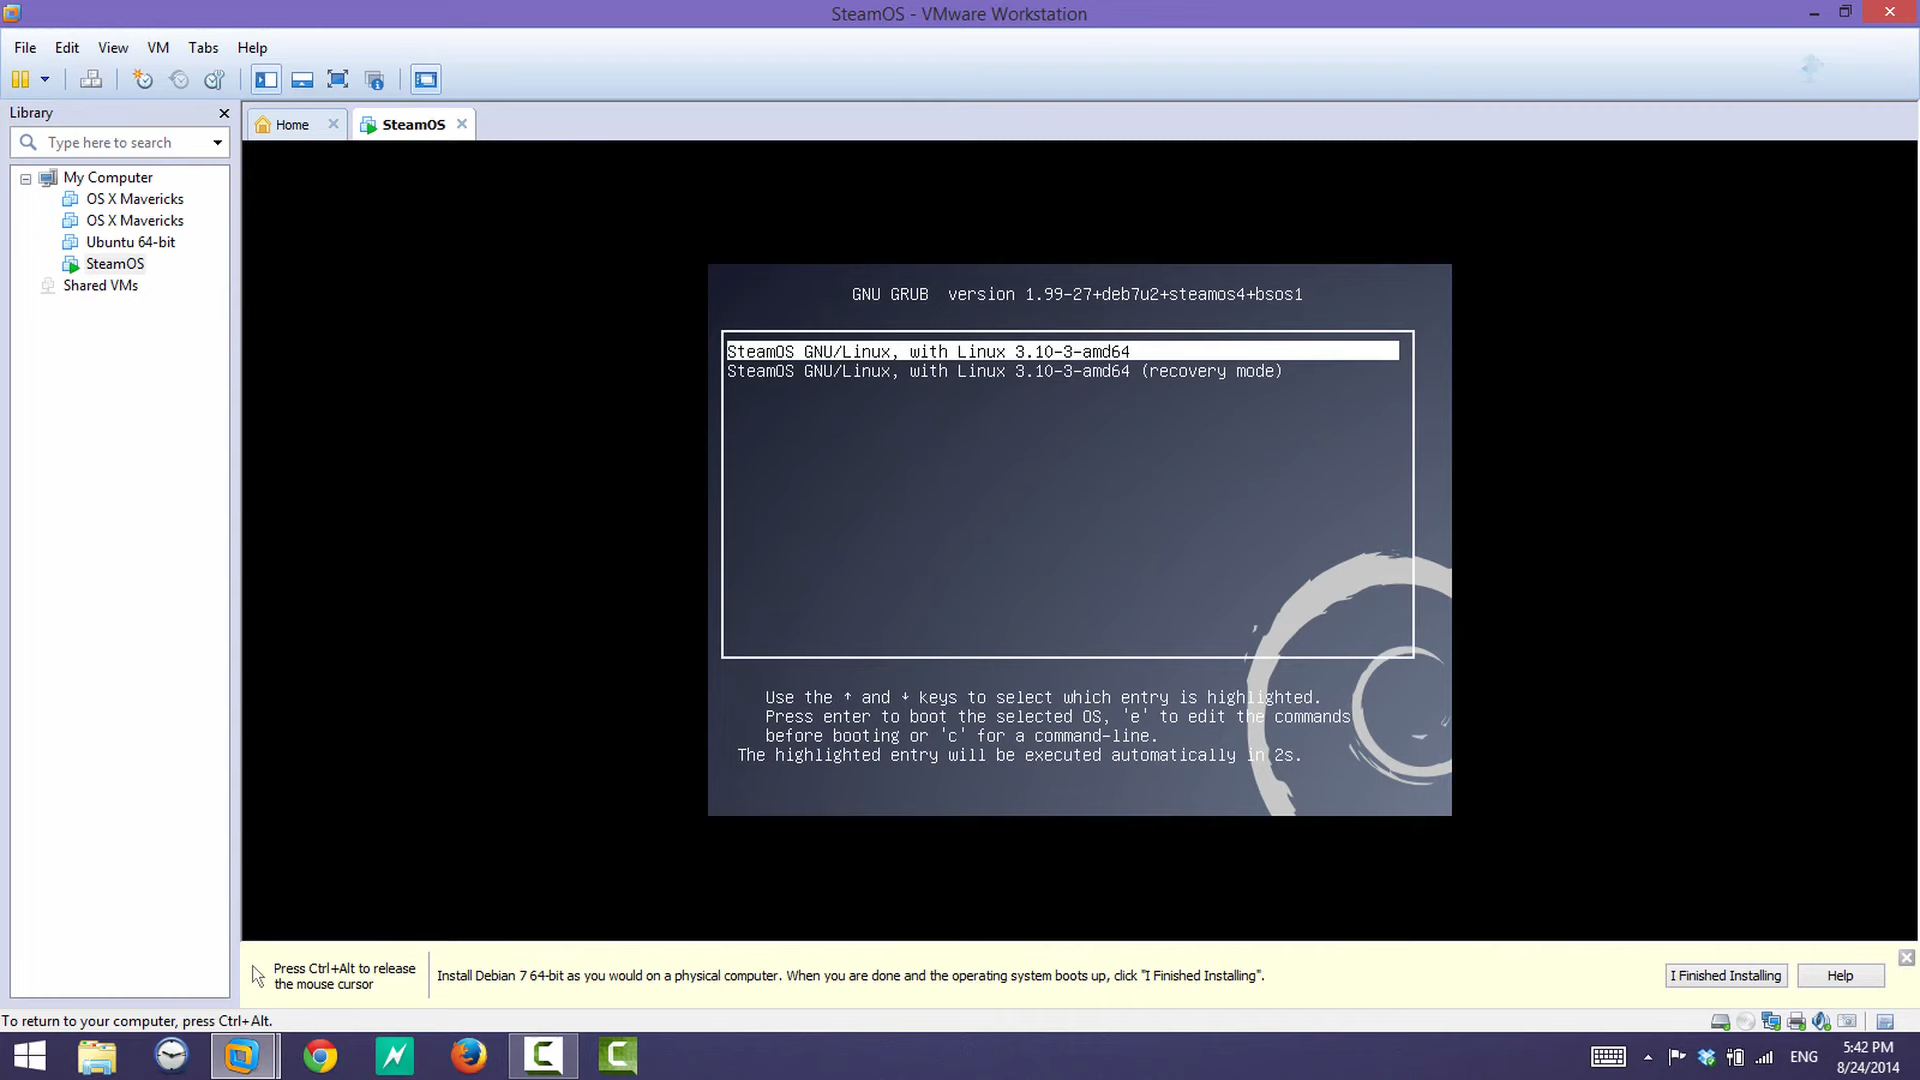 SteamOS - VMware Workstation
File Edit View VM Tabs Help
Library
Home
SteamOS
Type here to search
My Computer
OS X Mavericks
OS X Mavericks
Ubuntu 64-bit
SteamOS
Shared VMs
GNU GRUB version 1.99-27+deb7u2+steamos4+bsos1
SteamOS GNU/Linux, with Linux 3.10-3-amd64
SteamOS GNU/Linux, with Linux 3.10-3-amd64 (recovery mode)
Use the ↑ and ↓ keys to select which entry is highlighted.
Press enter to boot the selected OS, 'e' to edit the commands
before booting or 'c' for a command-line.
The highlighted entry will be executed automatically in 2s.
Press Ctrl+Alt to release
the mouse cursor
Install Debian 7 64-bit as you would on a physical computer. When you are done and the operating system boots up, click "I Finished Installing".
I Finished Installing
Help
To return to your computer, press Ctrl+Alt.
ENG
5:42 PM
8/24/2014